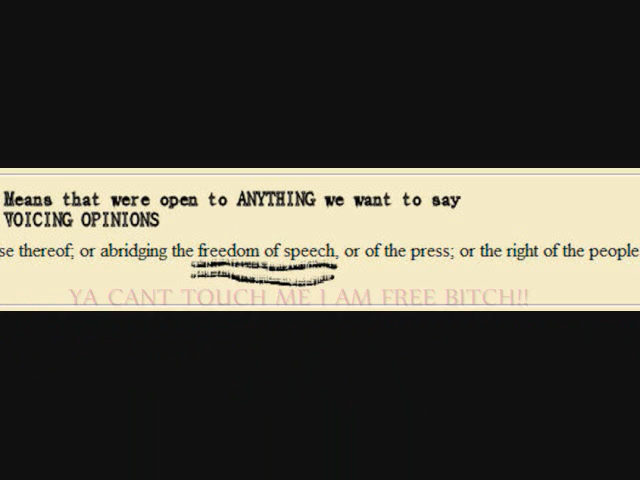 Means that were open to ANYTHING we want to say
VOICING OPINIONS
se thereof; or abridging the freedom of speech, or of the press; or the right of the people
YA CANT TOUCH ME I AM FREE BITCH!!